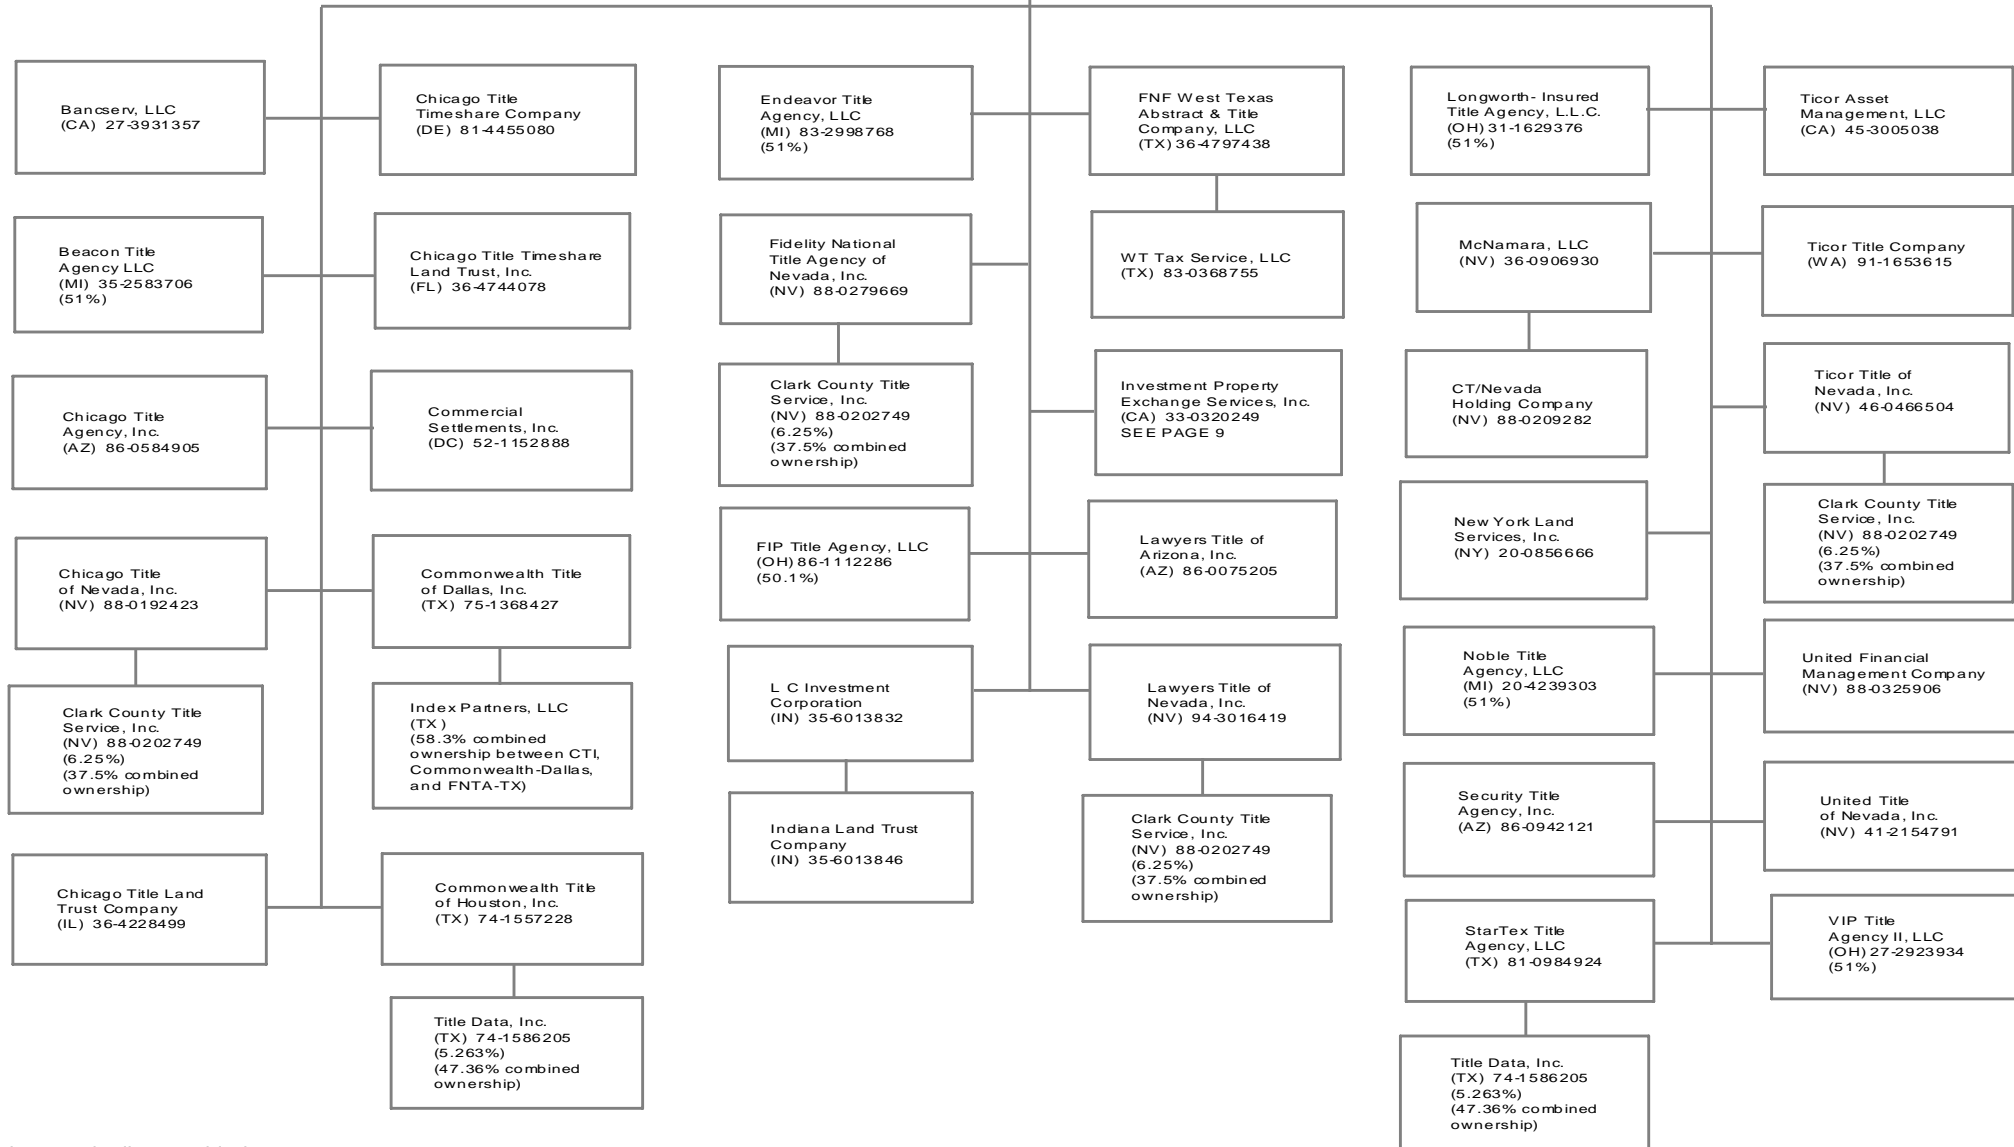 Bancserv, LLC
(CA) 27-3931357
Chicago Title
Timeshare Company
(DE) 81-4455080
Beacon Title
Agency LLC
(MI) 35-2583706
(51%)
Chicago Title Timeshare
Land Trust, Inc.
(FL) 36-4744078
Chicago Title
Agency, Inc.
(AZ) 86-0584905
Commercial
Settlements, Inc.
(DC) 52-1152888
Chicago Title
of Nevada, Inc.
(NV) 88-0192423
Commonwealth Title
of Dallas, Inc.
(TX) 75-1368427
Clark County Title
Service, Inc.
(NV) 88-0202749
(6.25%)
(37.5% combined
ownership)
Index Partners, LLC
(TX)
(58.3% combined
ownership between CTI,
Commonwealth-Dallas,
and FNTA-TX)
Chicago Title Land
Trust Company
(IL) 36-4228499
Commonwealth Title
of Houston, Inc.
(TX) 74-1557228
Title Data, Inc.
(TX) 74-1586205
(5.263%)
(47.36% combined
ownership)
Endeavor Title
Agency, LLC
(MI) 83-2998768
(51%)
FNF West Texas
Abstract & Title
Company, LLC
(TX) 36-4797438
Fidelity National
Title Agency of
Nevada, Inc.
(NV) 88-0279669
WT Tax Service, LLC
(TX) 83-0368755
Clark County Title
Service, Inc.
(NV) 88-0202749
(6.25%)
(37.5% combined
ownership)
Investment Property
Exchange Services, Inc.
(CA) 33-0320249
SEE PAGE 9
FIP Title Agency, LLC
(OH) 86-1112286
(50.1%)
Lawyers Title of
Arizona, Inc.
(AZ) 86-0075205
L C Investment
Corporation
(IN) 35-6013832
Lawyers Title of
Nevada, Inc.
(NV) 94-3016419
Indiana Land Trust
Company
(IN) 35-6013846
Clark County Title
Service, Inc.
(NV) 88-0202749
(6.25%)
(37.5% combined
ownership)
Longworth- Insured
Title Agency, L.L.C.
(OH) 31-1629376
(51%)
Ticor Asset
Management, LLC
(CA) 45-3005038
McNamara, LLC
(NV) 36-0906930
Ticor Title Company
(WA) 91-1653615
CT/Nevada
Holding Company
(NV) 88-0209282
Ticor Title of
Nevada, Inc.
(NV) 46-0466504
New York Land
Services, Inc.
(NY) 20-0856666
Clark County Title
Service, Inc.
(NV) 88-0202749
(6.25%)
(37.5% combined
ownership)
Noble Title
Agency, LLC
(MI) 20-4239303
(51%)
United Financial
Management Company
(NV) 88-0325906
Security Title
Agency, Inc.
(AZ) 86-0942121
United Title
of Nevada, Inc.
(NV) 41-2154791
StarTex Title
Agency, LLC
(TX) 81-0984924
VIP Title
Agency II, LLC
(OH) 27-2923934
(51%)
Title Data, Inc.
(TX) 74-1586205
(5.263%)
(47.36% combined
ownership)